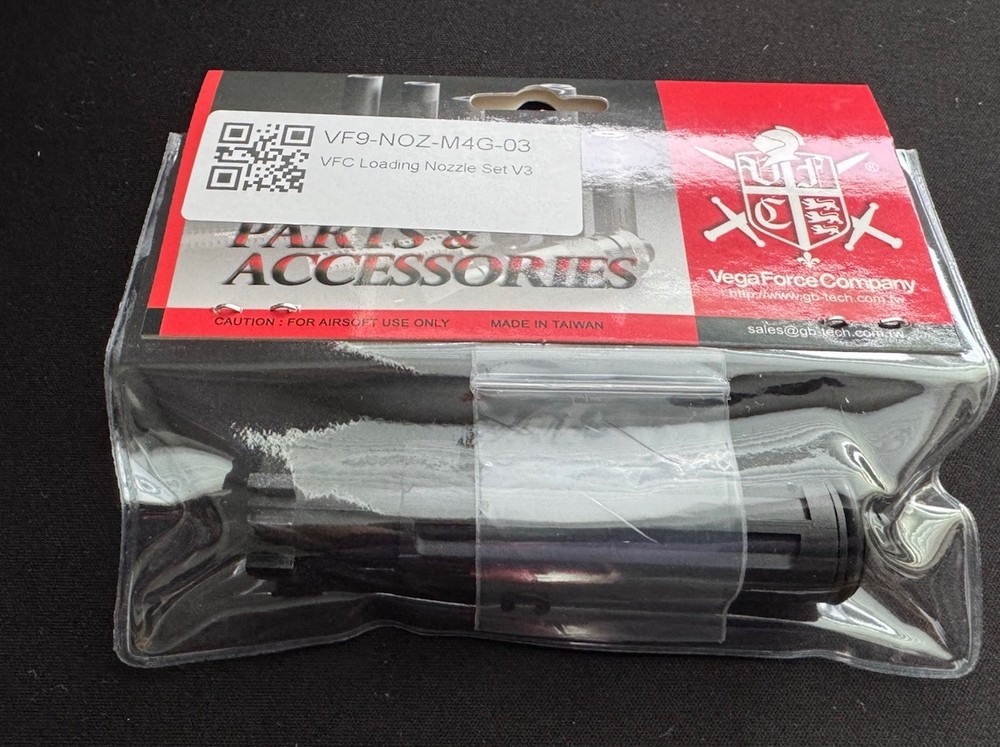 VF9-NOZ-M4G-03
VFC Loading Nozzle Set V3
PARTS &
ACCESSORIES
CAUTION : FOR AIRSOFT USE ONLY
MADE IN TAIWAN
V F
C
®
VegaForceCompany
http://www.gb-tech.com.tw
sales@gb-tech.com.tw